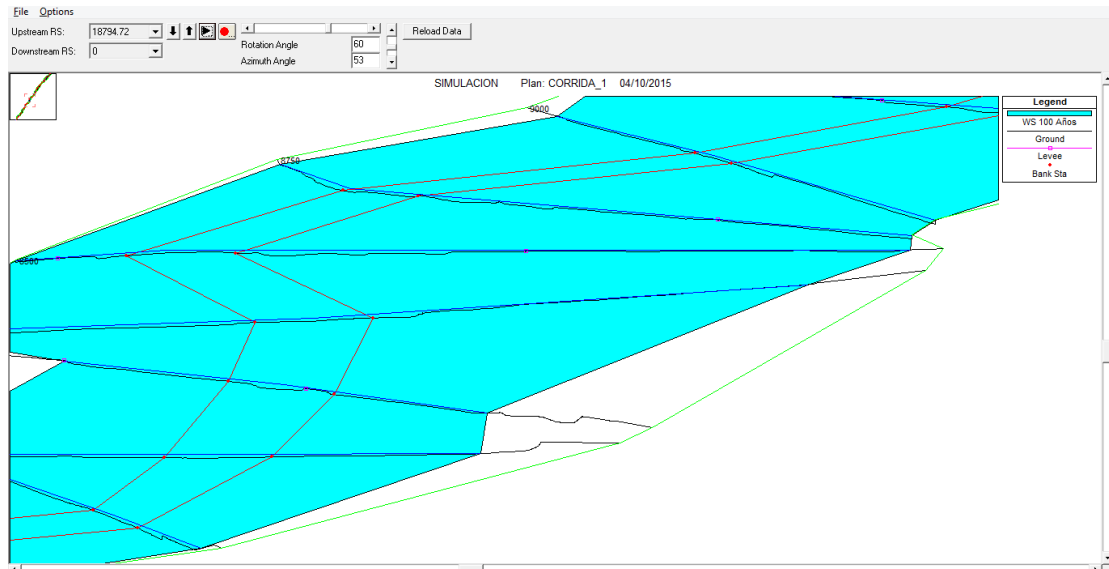 File Options
Upstream RS: 18794.72
Downstream RS: 0
Rotation Angle 60
Azimuth Angle 53
Reload Data
SIMULACION Plan: CORRIDA_1 04/10/2015
Legend
WS 100 Años
Ground
Levee
Bank Sta
9000
8750
8500